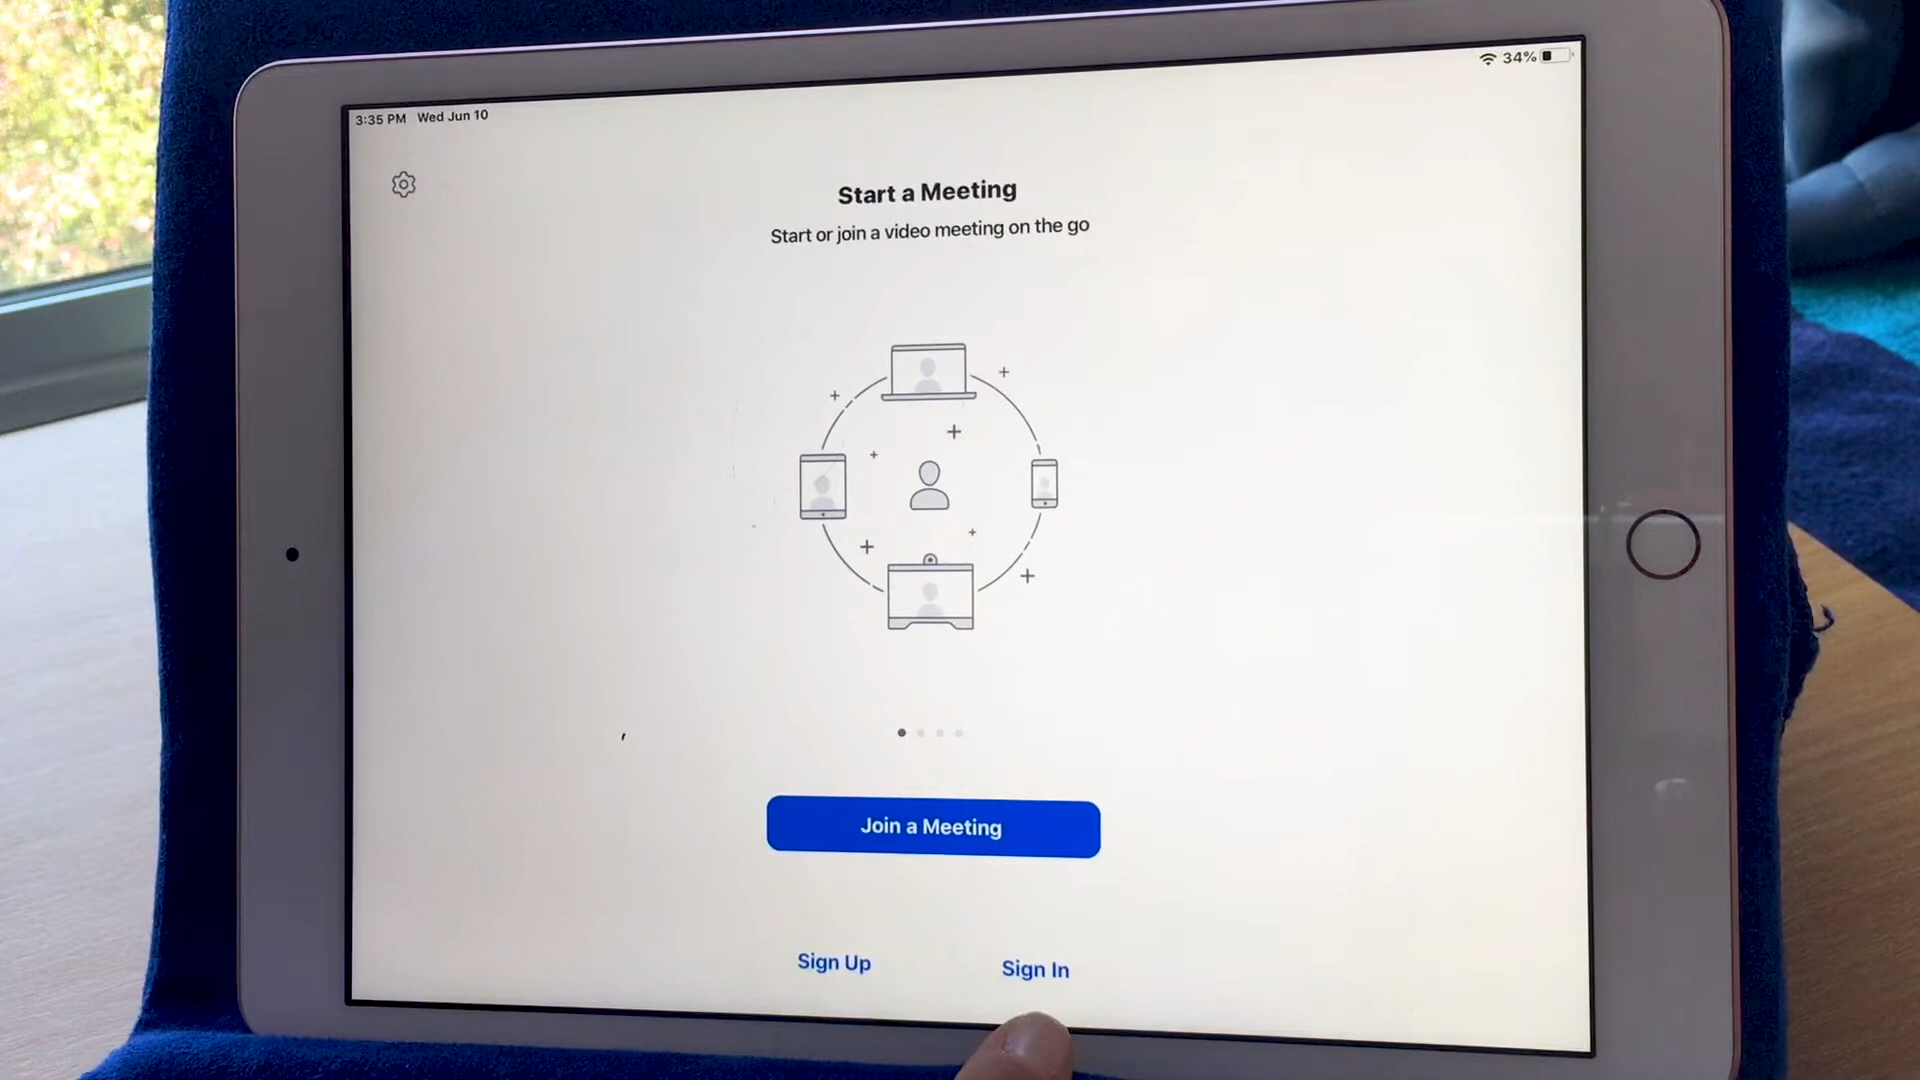 3:35 PM Wed Jun 10
34%
Start a Meeting
Start or join a video meeting on the go
Join a Meeting
Sign Up
Sign In